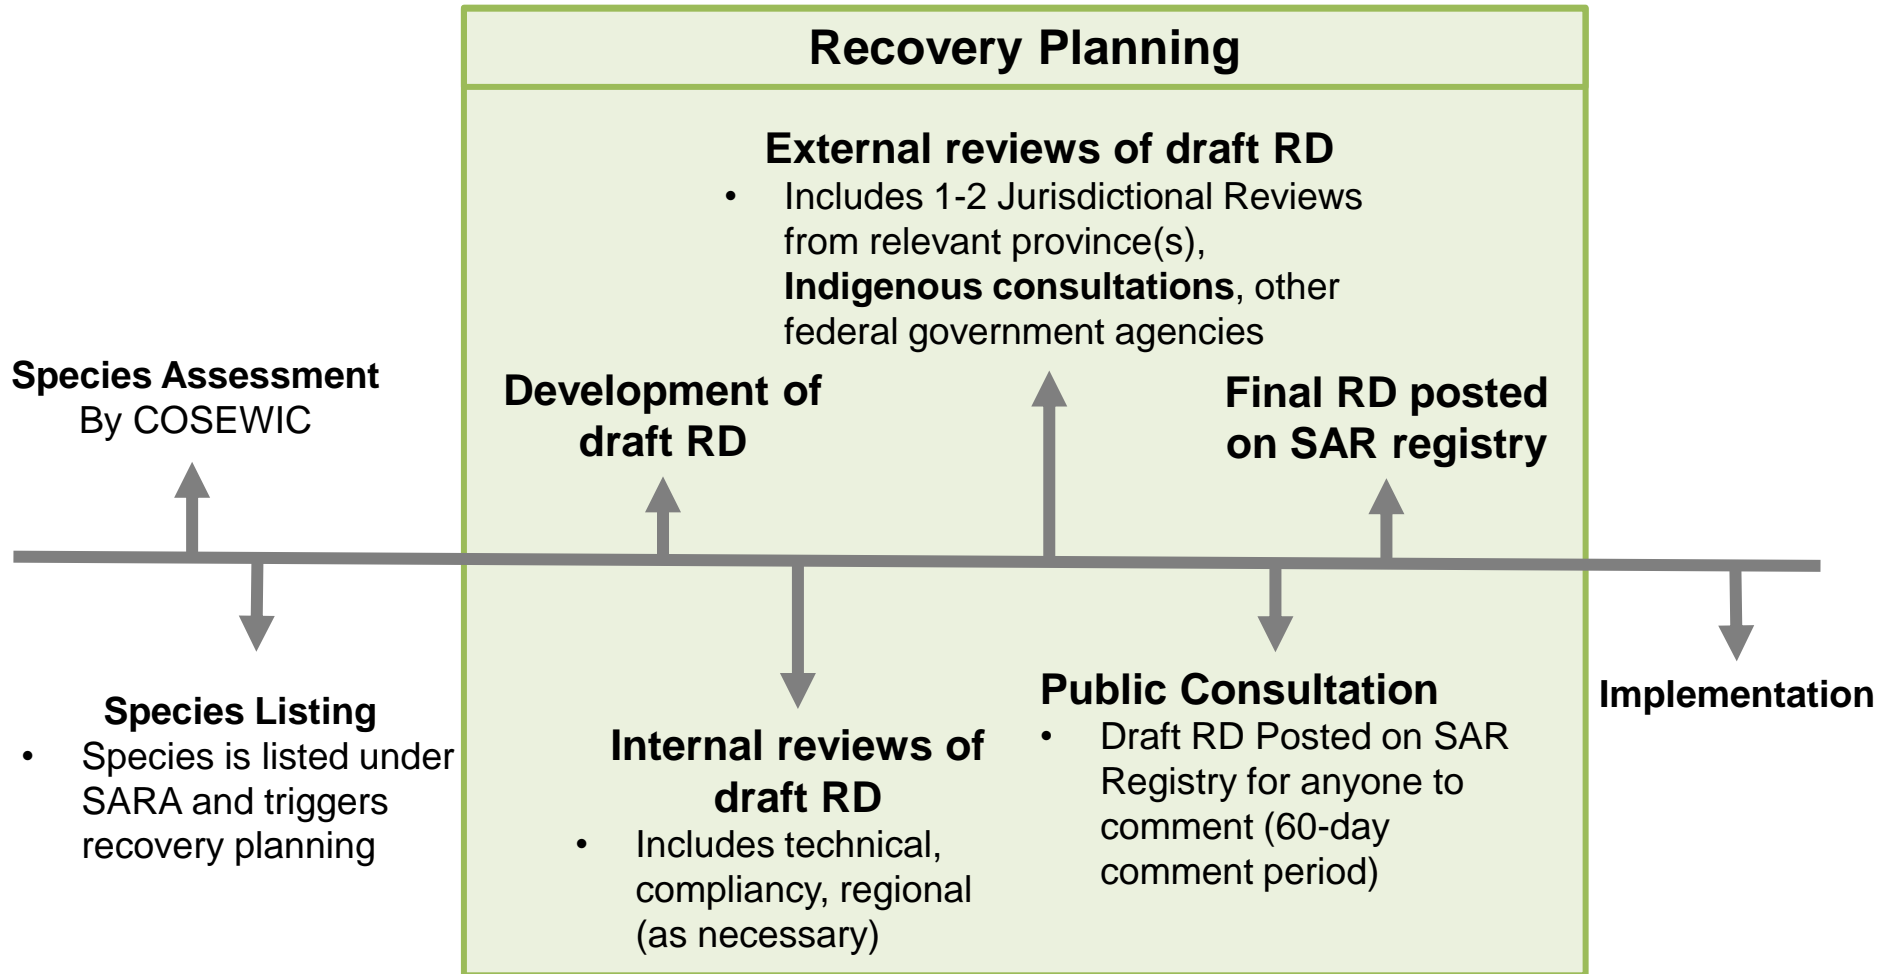 Recovery Planning
External reviews of draft RD
• Includes 1-2 Jurisdictional Reviews
from relevant province(s),
Indigenous consultations, other
federal government agencies
Species Assessment
By COSEWIC
Development of
draft RD
Final RD posted
on SAR registry
Species Listing
• Species is listed under
SARA and triggers
recovery planning
Internal reviews of
draft RD
• Includes technical,
compliancy, regional
(as necessary)
Public Consultation
• Draft RD Posted on SAR
Registry for anyone to
comment (60-day
comment period)
Implementation